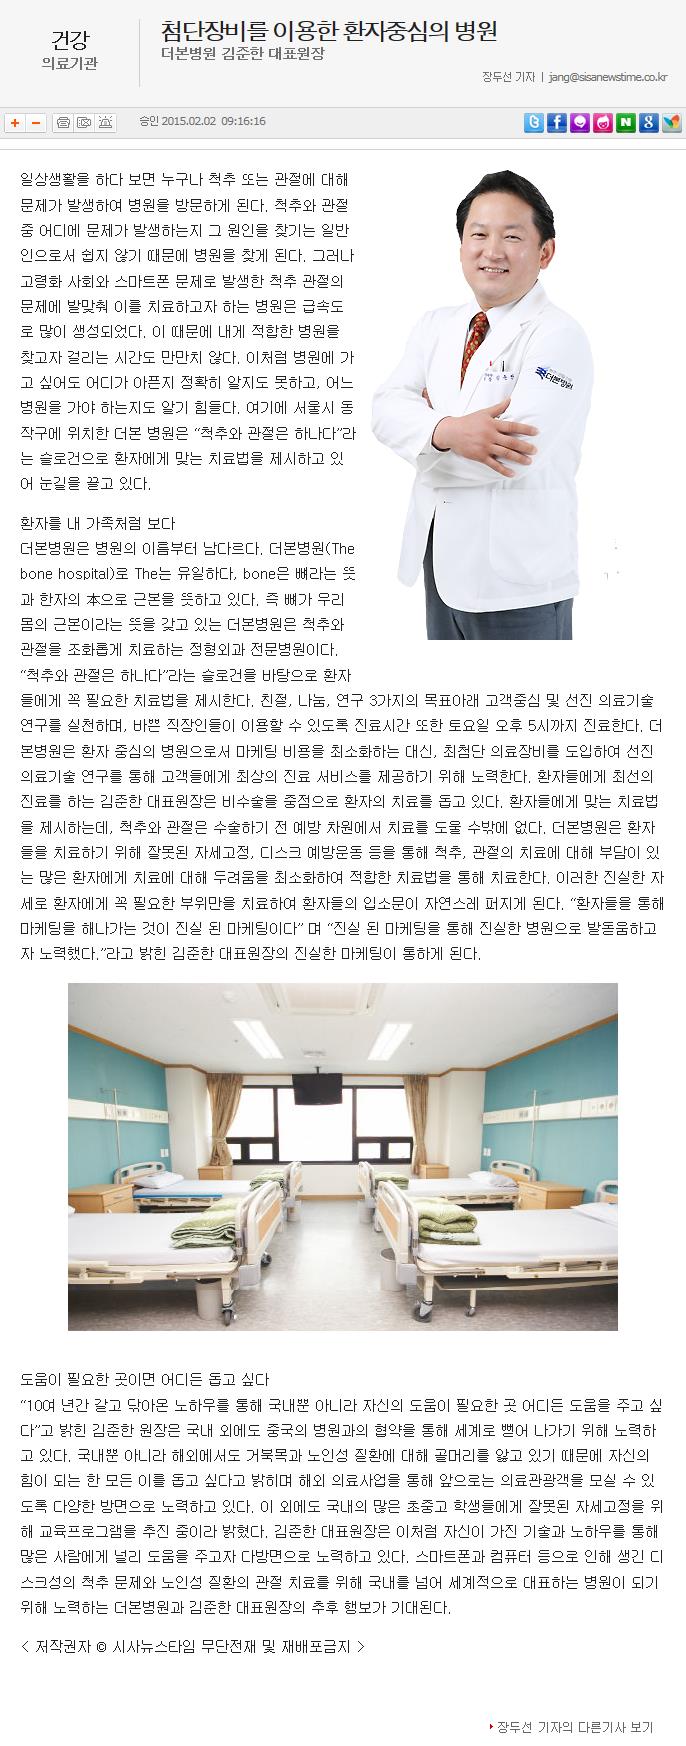 건강
의료기관
첨단장비를 이용한 환자중심의 병원
더본병원 김준한 대표원장
장두선 기자 | jang@sisanewstime.co.kr
승인 2015.02.02 09:16:16
일상생활을 하다 보면 누구나 척추 또는 관절에 대해
문제가 발생하여 병원을 방문하게 된다. 척추와 관절
중 어디에 문제가 발생하는지 그 원인을 찾기는 일반
인으로서 쉽지 않기 때문에 병원을 찾게 된다. 그러나
고령화 사회와 스마트폰 문제로 발생한 척추 관절의
문제에 발맞춰 이를 치료하고자 하는 병원은 급속도
로 많이 생성되었다. 이 때문에 내게 적합한 병원을
찾고자 걸리는 시간도 만만치 않다. 이처럼 병원에 가
고 싶어도 어디가 아픈지 정확히 알지도 못하고, 어느
병원을 가야 하는지도 알기 힘들다. 여기에 서울시 동
작구에 위치한 더본 병원은 “척추와 관절은 하나다”라
는 슬로건으로 환자에게 맞는 치료법을 제시하고 있
어 눈길을 끌고 있다.
더본병원
환자를 내 가족처럼 보다
더본병원은 병원의 이름부터 남다르다. 더본병원(The
bone hospital)로 The는 유일하다, bone은 뼈라는 뜻
과 한자의 本으로 근본을 뜻하고 있다. 즉 뼈가 우리
몸의 근본이라는 뜻을 갖고 있는 더본병원은 척추와
관절을 조화롭게 치료하는 정형외과 전문병원이다.
“척추와 관절은 하나다”라는 슬로건을 바탕으로 환자
들에게 꼭 필요한 치료법을 제시한다. 친절, 나눔, 연구 3가지의 목표아래 고객중심 및 선진 의료기술
연구를 실천하며, 바쁜 직장인들이 이용할 수 있도록 진료시간 또한 토요일 오후 5시까지 진료한다. 더
본병원은 환자 중심의 병원으로서 마케팅 비용을 최소화하는 대신, 최첨단 의료장비를 도입하여 선진
의료기술 연구를 통해 고객들에게 최상의 진료 서비스를 제공하기 위해 노력한다. 환자들에게 최선의
진료를 하는 김준한 대표원장은 비수술을 중점으로 환자의 치료를 돕고 있다. 환자들에게 맞는 치료법
을 제시하는데, 척추와 관절은 수술하기 전 예방 차원에서 치료를 도울 수밖에 없다. 더본병원은 환자
들을 치료하기 위해 잘못된 자세고정, 디스크 예방운동 등을 통해 척추, 관절의 치료에 대해 부담이 있
는 많은 환자에게 치료에 대해 두려움을 최소화하여 적합한 치료법을 통해 치료한다. 이러한 진실한 자
세로 환자에게 꼭 필요한 부위만을 치료하여 환자들의 입소문이 자연스레 퍼지게 된다. “환자들을 통해
마케팅을 해나가는 것이 진실 된 마케팅이다” 며 “진실 된 마케팅을 통해 진실한 병원으로 발돋움하고
자 노력했다.”라고 밝힌 김준한 대표원장의 진실한 마케팅이 통하게 된다.
도움이 필요한 곳이면 어디든 돕고 싶다
“10여 년간 갈고 닦아온 노하우를 통해 국내뿐 아니라 자신의 도움이 필요한 곳 어디든 도움을 주고 싶
다”고 밝힌 김준한 원장은 국내 외에도 중국의 병원과의 협약을 통해 세계로 뻗어 나가기 위해 노력하
고 있다. 국내뿐 아니라 해외에서도 거북목과 노인성 질환에 대해 골머리를 앓고 있기 때문에 자신의
힘이 되는 한 모든 이를 돕고 싶다고 밝히며 해외 의료사업을 통해 앞으로는 의료관광객을 모실 수 있
도록 다양한 방면으로 노력하고 있다. 이 외에도 국내의 많은 초중고 학생들에게 잘못된 자세고정을 위
해 교육프로그램을 추진 중이라 밝혔다. 김준한 대표원장은 이처럼 자신이 가진 기술과 노하우를 통해
많은 사람에게 널리 도움을 주고자 다방면으로 노력하고 있다. 스마트폰과 컴퓨터 등으로 인해 생긴 디
스크성의 척추 문제와 노인성 질환의 관절 치료를 위해 국내를 넘어 세계적으로 대표하는 병원이 되기
위해 노력하는 더본병원과 김준한 대표원장의 추후 행보가 기대된다.
< 저작권자 © 시사뉴스타임 무단전재 및 재배포금지 >
장두선 기자의 다른기사 보기